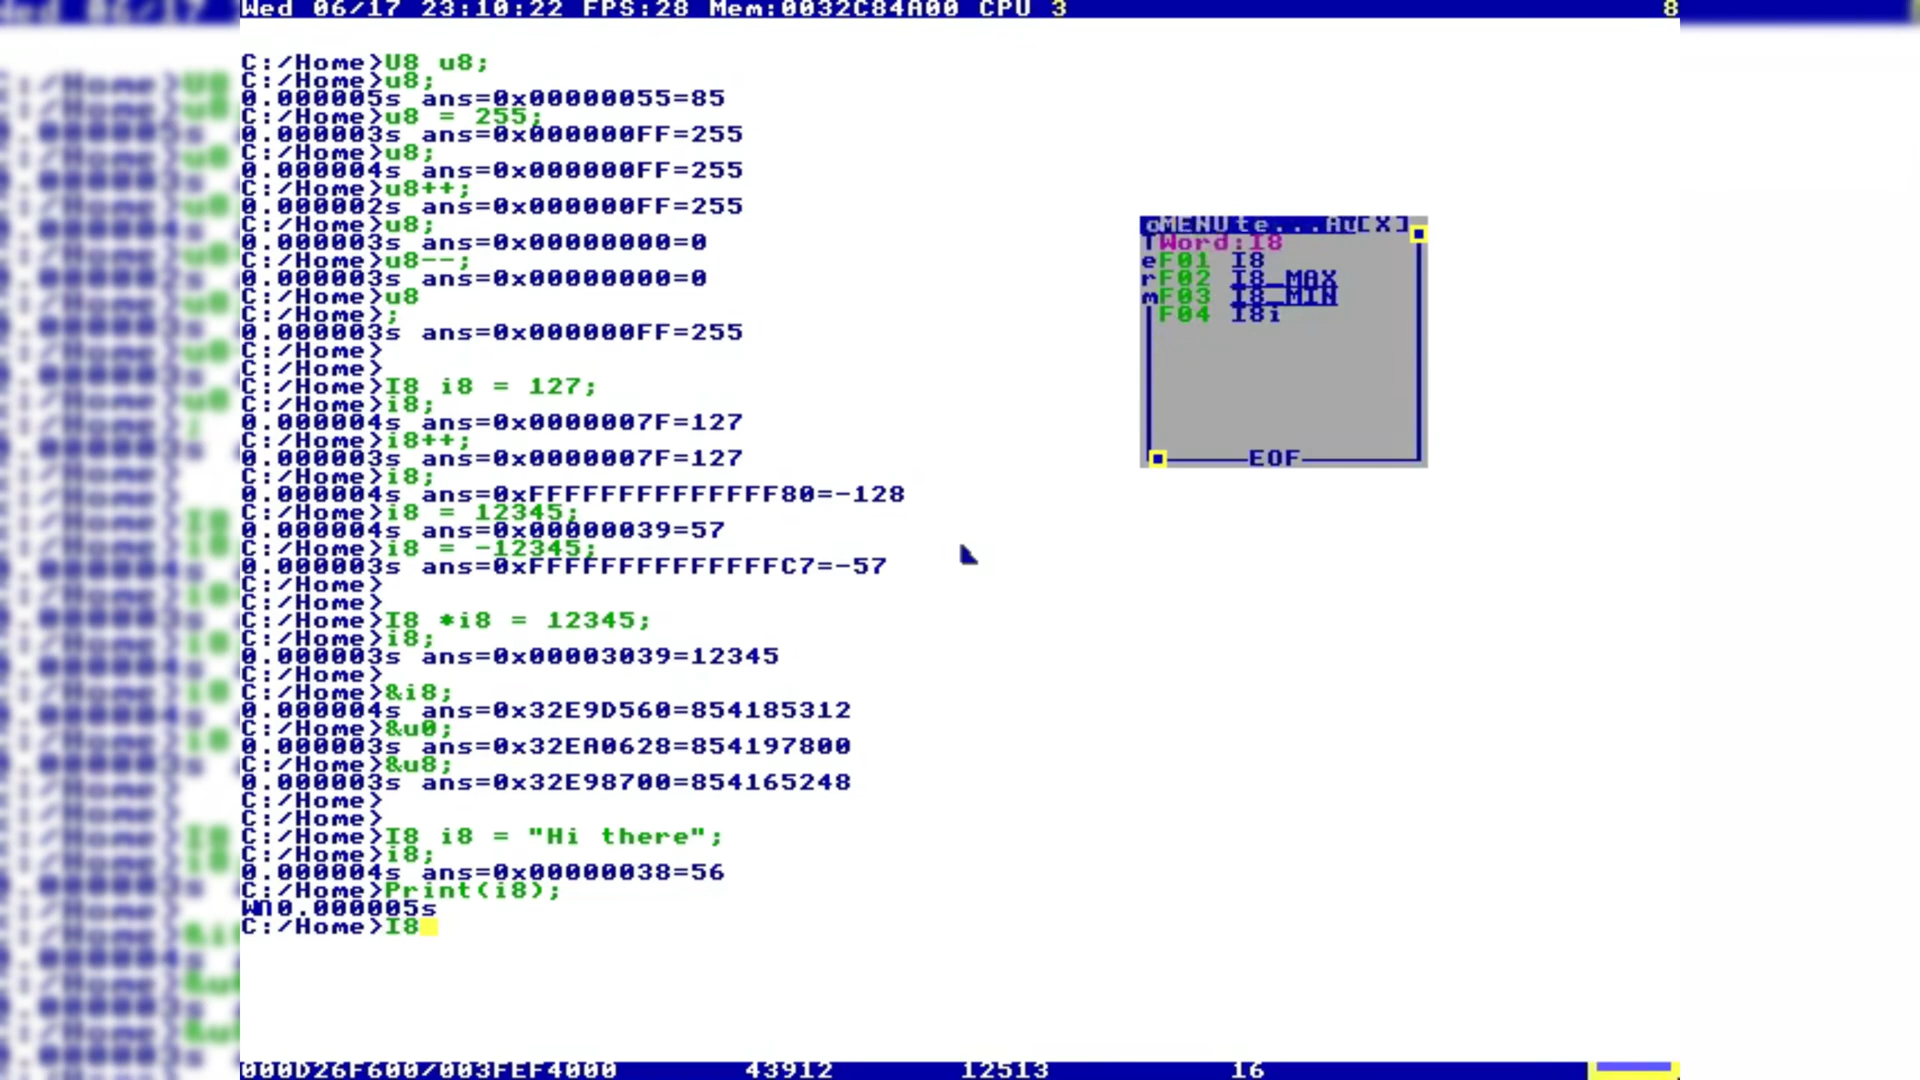 Wed 06/17 23:10:22 FPS:28 Mem:0032C84A00 CPU 3 8
C:/Home>U8 u8;
C:/Home>u8;
0.000005s ans=0x00000055=85
C:/Home>u8 = 255;
0.000003s ans=0x000000FF=255
C:/Home>u8;
0.000004s ans=0x000000FF=255
C:/Home>u8++;
0.000002s ans=0x000000FF=255
C:/Home>u8;
0.000003s ans=0x00000000=0
C:/Home>u8--;
0.000003s ans=0x00000000=0
C:/Home>u8
C:/Home>;
0.000003s ans=0x000000FF=255
C:/Home>
C:/Home>
C:/Home>I8 i8 = 127;
C:/Home>i8;
0.000004s ans=0x0000007F=127
C:/Home>i8++;
0.000003s ans=0x0000007F=127
C:/Home>i8;
0.000004s ans=0xFFFFFFFFFFFFFF80=-128
C:/Home>i8 = 12345;
0.000004s ans=0x00000039=57
C:/Home>i8 = -12345;
0.000003s ans=0xFFFFFFFFFFFFFFC7=-57
C:/Home>
C:/Home>
C:/Home>I8 *i8 = 12345;
C:/Home>i8;
0.000003s ans=0x00003039=12345
C:/Home>
C:/Home>&i8;
0.000004s ans=0x32E9D560=854185312
C:/Home>&u0;
0.000003s ans=0x32EA0628=854197800
C:/Home>&u8;
0.000003s ans=0x32E98700=854165248
C:/Home>
C:/Home>
C:/Home>I8 i8 = "Hi there";
C:/Home>i8;
0.000004s ans=0x00000038=56
C:/Home>Print(i8);
0.000005s
C:/Home>I8
MENU te...Au[X]
Word:I8
F01 I8
F02 I8_MAX
F03 I8_MIN
F04 I8i
EOF
000D26F600/003FEF4000 43912 12513 16